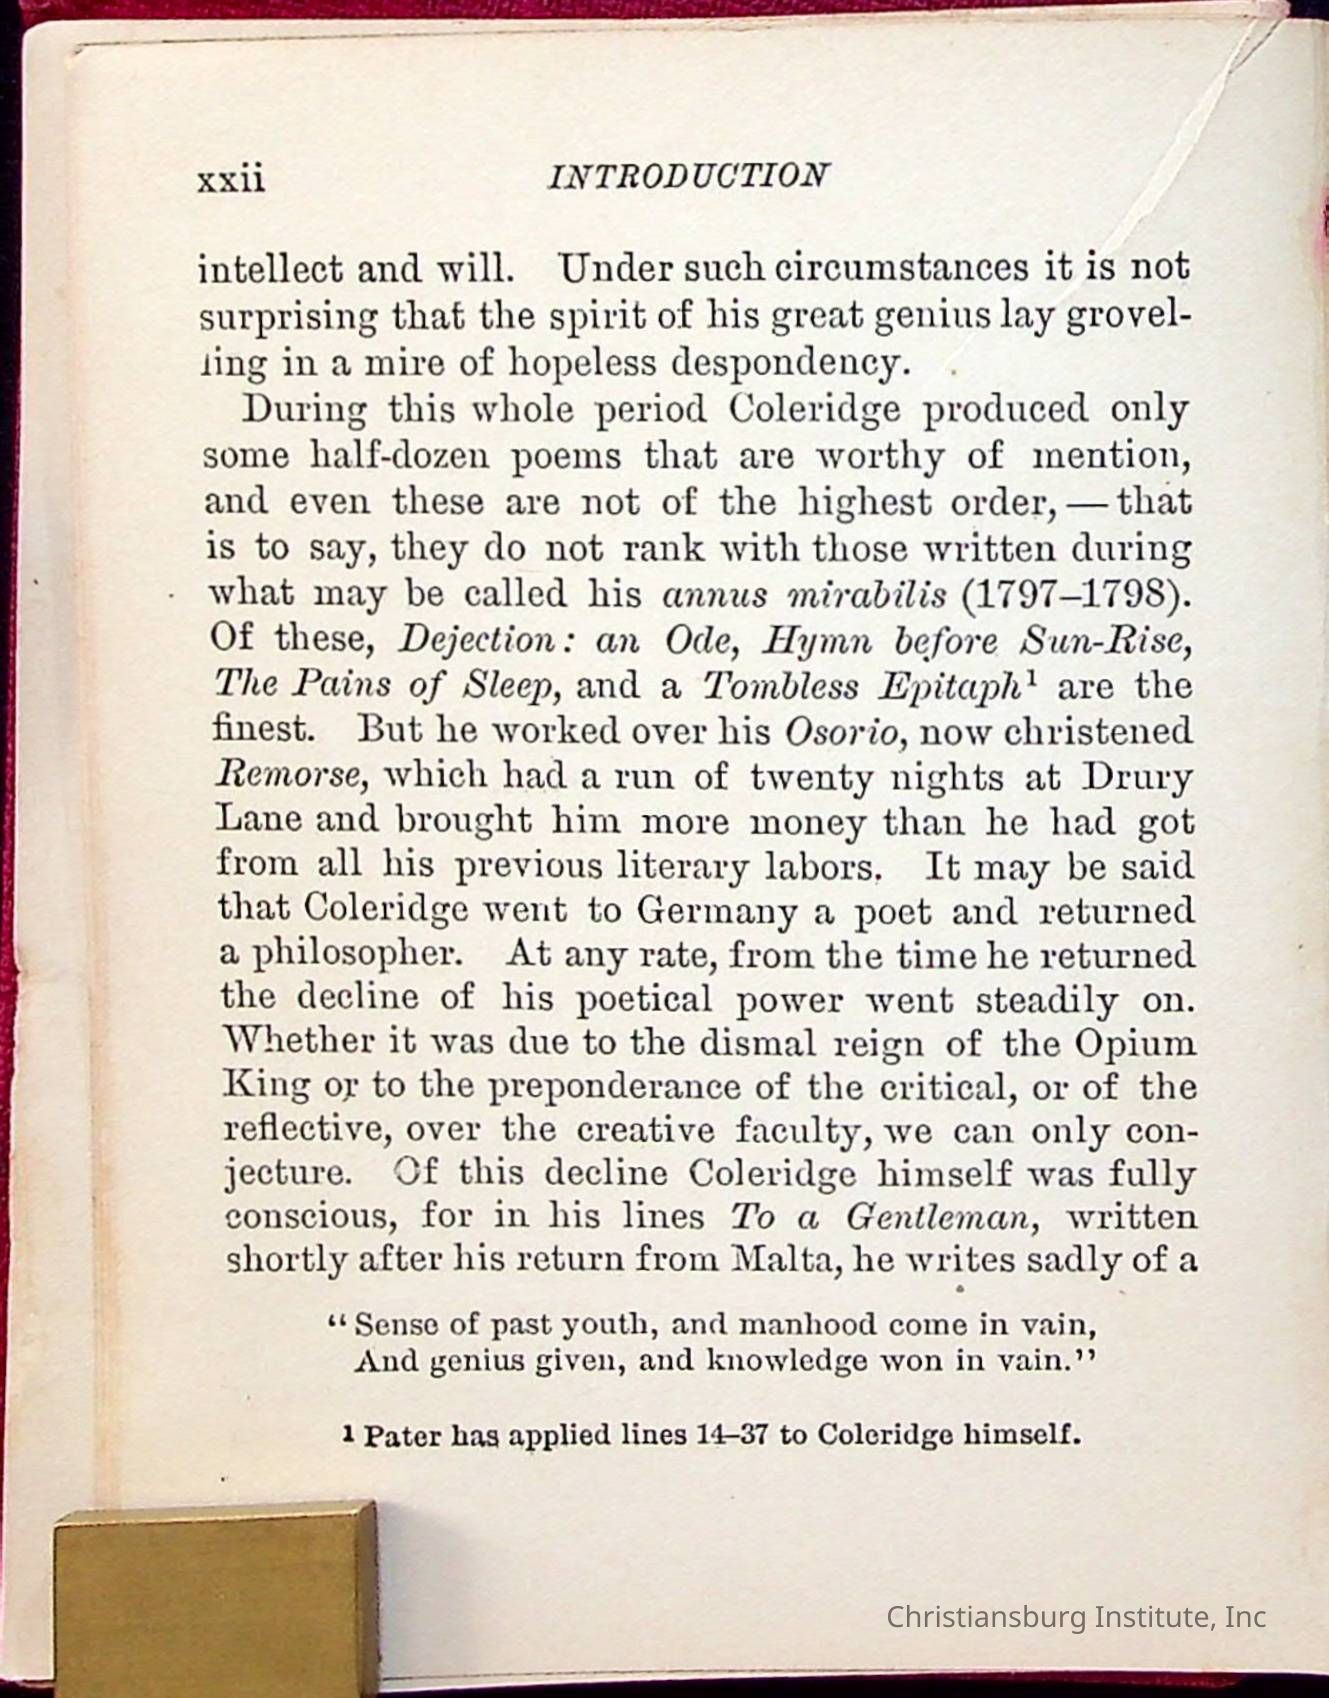 xxii INTRODUCTION
intellect and will. Under such circumstances it is not
surprising that the spirit of his great genius lay grovel-
ling in a mire of hopeless despondency.
During this whole period Coleridge produced only
some half-dozen poems that are worthy of mention,
and even these are not of the highest order, — that
is to say, they do not rank with those written during
what may be called his annus mirabilis (1797–1798).
Of these, Dejection: an Ode, Hymn before Sun-Rise,
The Pains of Sleep, and a Tombless Epitaph¹ are the
finest. But he worked over his Osorio, now christened
Remorse, which had a run of twenty nights at Drury
Lane and brought him more money than he had got
from all his previous literary labors. It may be said
that Coleridge went to Germany a poet and returned
a philosopher. At any rate, from the time he returned
the decline of his poetical power went steadily on.
Whether it was due to the dismal reign of the Opium
King or to the preponderance of the critical, or of the
reflective, over the creative faculty, we can only con-
jecture. Of this decline Coleridge himself was fully
conscious, for in his lines To a Gentleman, written
shortly after his return from Malta, he writes sadly of a
“Sense of past youth, and manhood come in vain,
And genius given, and knowledge won in vain.”
¹ Pater has applied lines 14–37 to Coleridge himself.
Christiansburg Institute, Inc